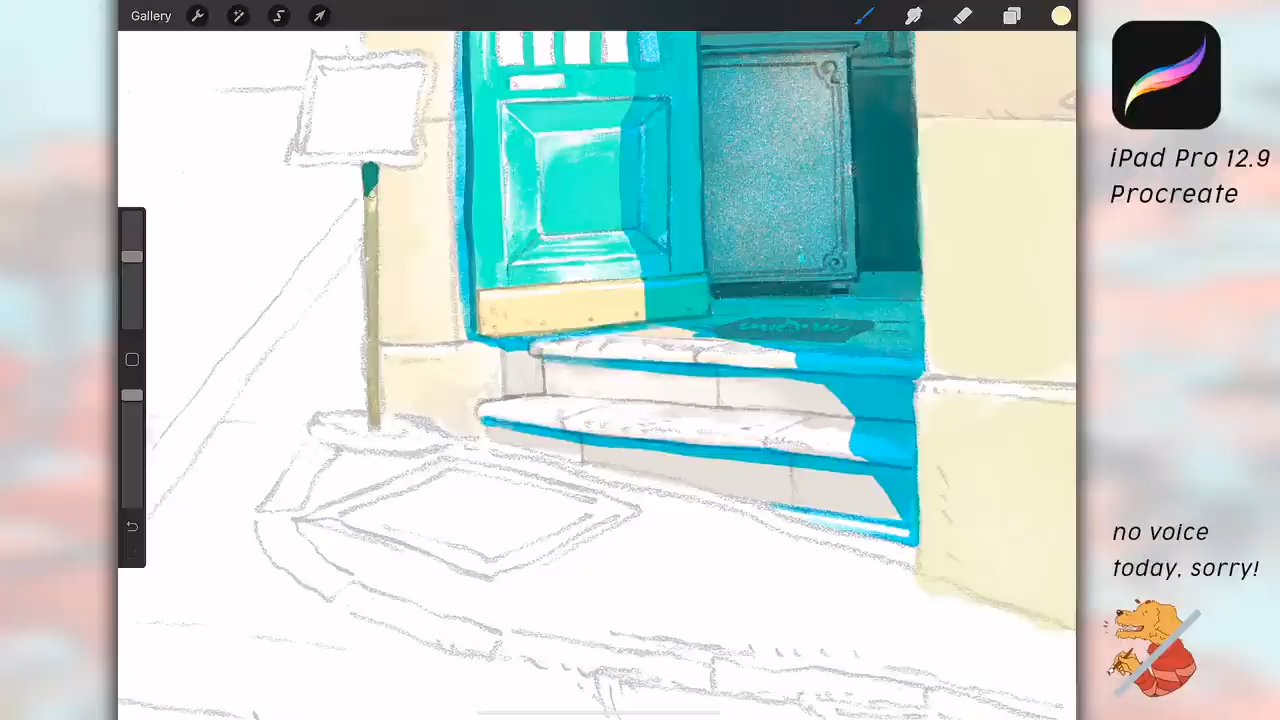 Gallery
iPad Pro 12.9
Procreate
no voice
today, sorry!